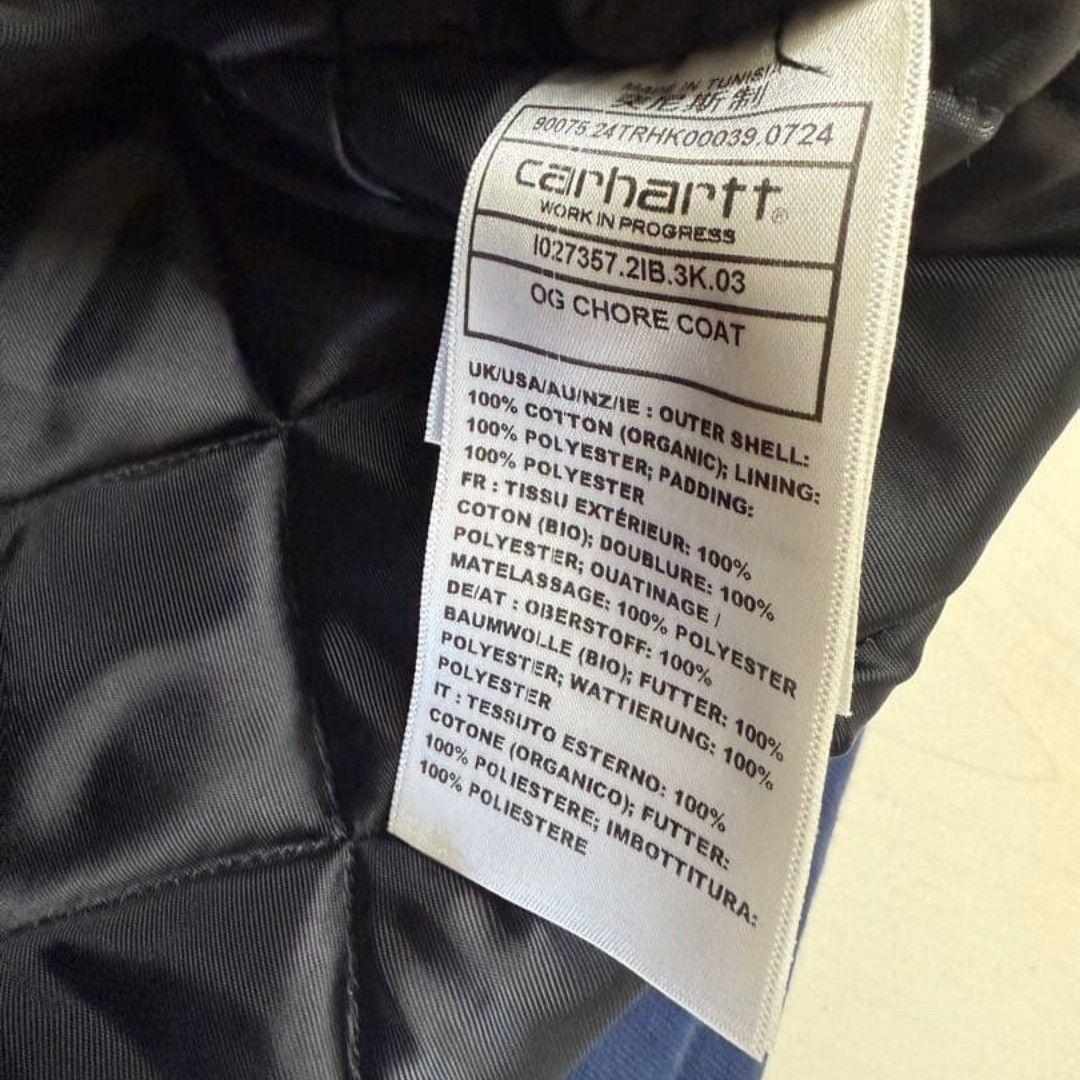 MADE IN TUNISIA
突尼斯制
90075.24TRHK00039.0724
carhartt®
WORK IN PROGRESS
I027357.2IB.3K.03
OG CHORE COAT
UK/USA/AU/NZ/IE : OUTER SHELL:
100% COTTON (ORGANIC); LINING:
100% POLYESTER; PADDING:
100% POLYESTER
FR : TISSU EXTÉRIEUR: 100%
COTON (BIO); DOUBLURE: 100%
POLYESTER; OUATINAGE /
MATELASSAGE: 100% POLYESTER
DE/AT : OBERSTOFF: 100%
BAUMWOLLE (BIO); FUTTER: 100%
POLYESTER; WATTIERUNG: 100%
POLYESTER
IT : TESSUTO ESTERNO: 100%
COTONE (ORGANICO); FUTTER:
100% POLIESTERE; IMBOTTITURA:
100% POLIESTERE